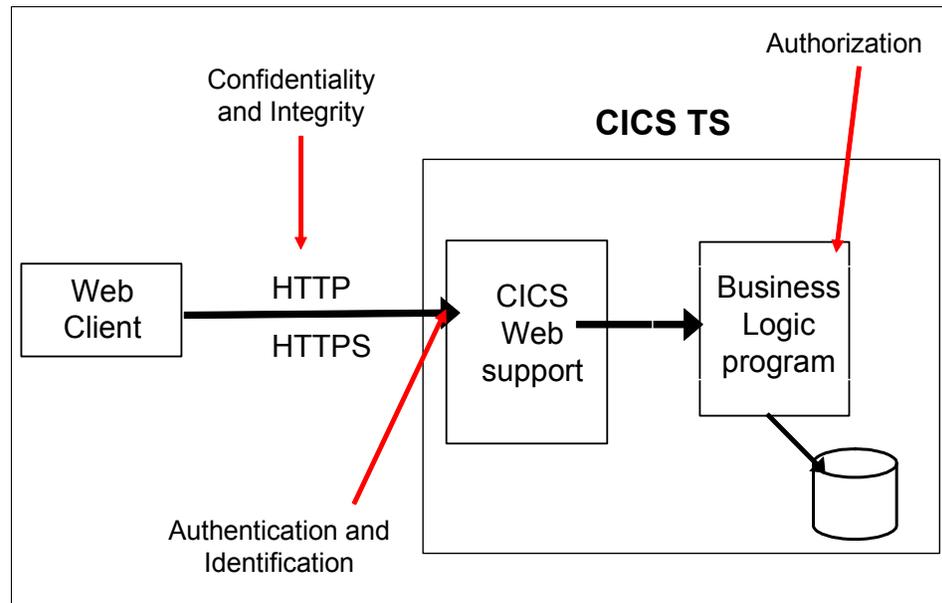 Authorization
Confidentiality
and Integrity
CICS TS
Web
Client
HTTP
HTTPS
CICS
Web
support
Business
Logic
program
Authentication and
Identification